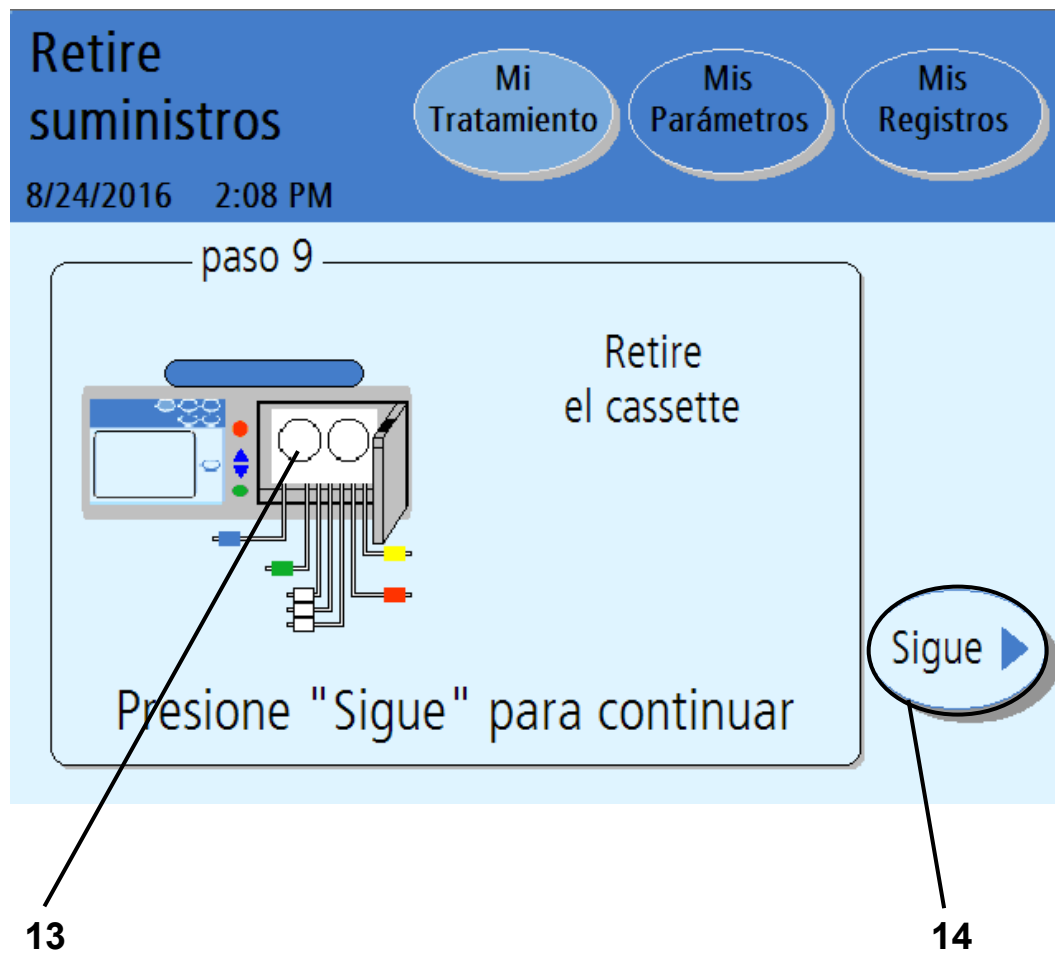 Retire
suministros
8/24/2016 2:08 PM
Mi
Tratamiento
Mis
Parámetros
Mis
Registros
paso 9
Retire
el cassette
Presione "Sigue" para continuar
Sigue
13
14